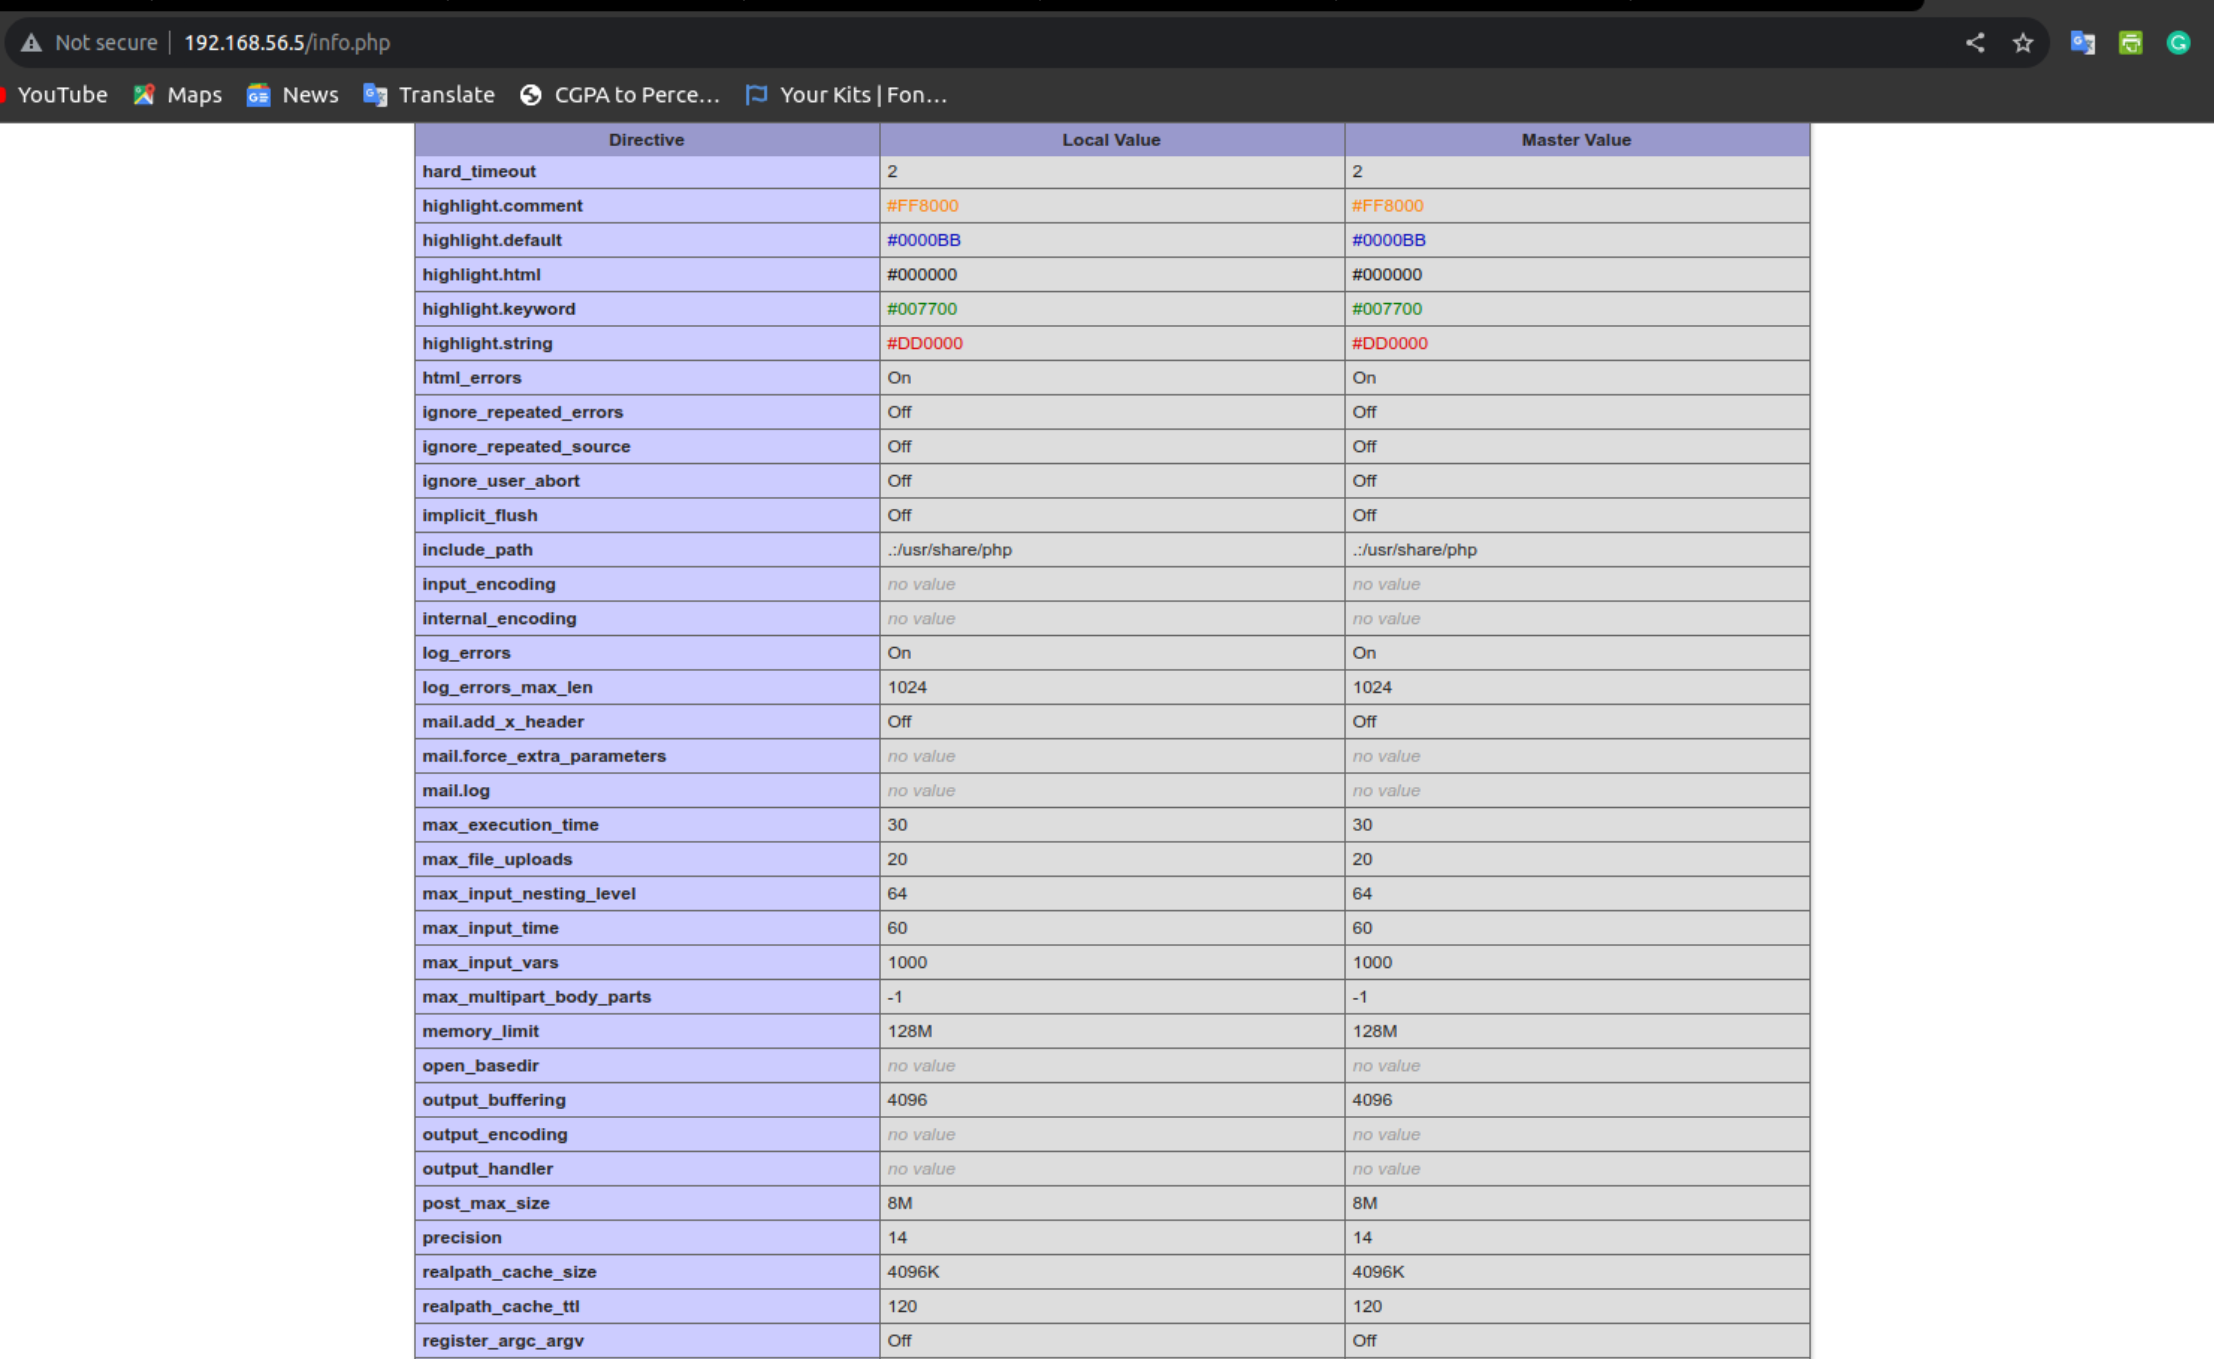 Not secure | 192.168.56.5/info.php
YouTube Maps News Translate CGPA to Perce... Your Kits | Fon...
Directive Local Value Master Value
hard_timeout 2 2
highlight.comment #FF8000 #FF8000
highlight.default #0000BB #0000BB
highlight.html #000000 #000000
highlight.keyword #007700 #007700
highlight.string #DD0000 #DD0000
html_errors On On
ignore_repeated_errors Off Off
ignore_repeated_source Off Off
ignore_user_abort Off Off
implicit_flush Off Off
include_path .:/usr/share/php .:/usr/share/php
input_encoding no value no value
internal_encoding no value no value
log_errors On On
log_errors_max_len 1024 1024
mail.add_x_header Off Off
mail.force_extra_parameters no value no value
mail.log no value no value
max_execution_time 30 30
max_file_uploads 20 20
max_input_nesting_level 64 64
max_input_time 60 60
max_input_vars 1000 1000
max_multipart_body_parts -1 -1
memory_limit 128M 128M
open_basedir no value no value
output_buffering 4096 4096
output_encoding no value no value
output_handler no value no value
post_max_size 8M 8M
precision 14 14
realpath_cache_size 4096K 4096K
realpath_cache_ttl 120 120
register_argc_argv Off Off